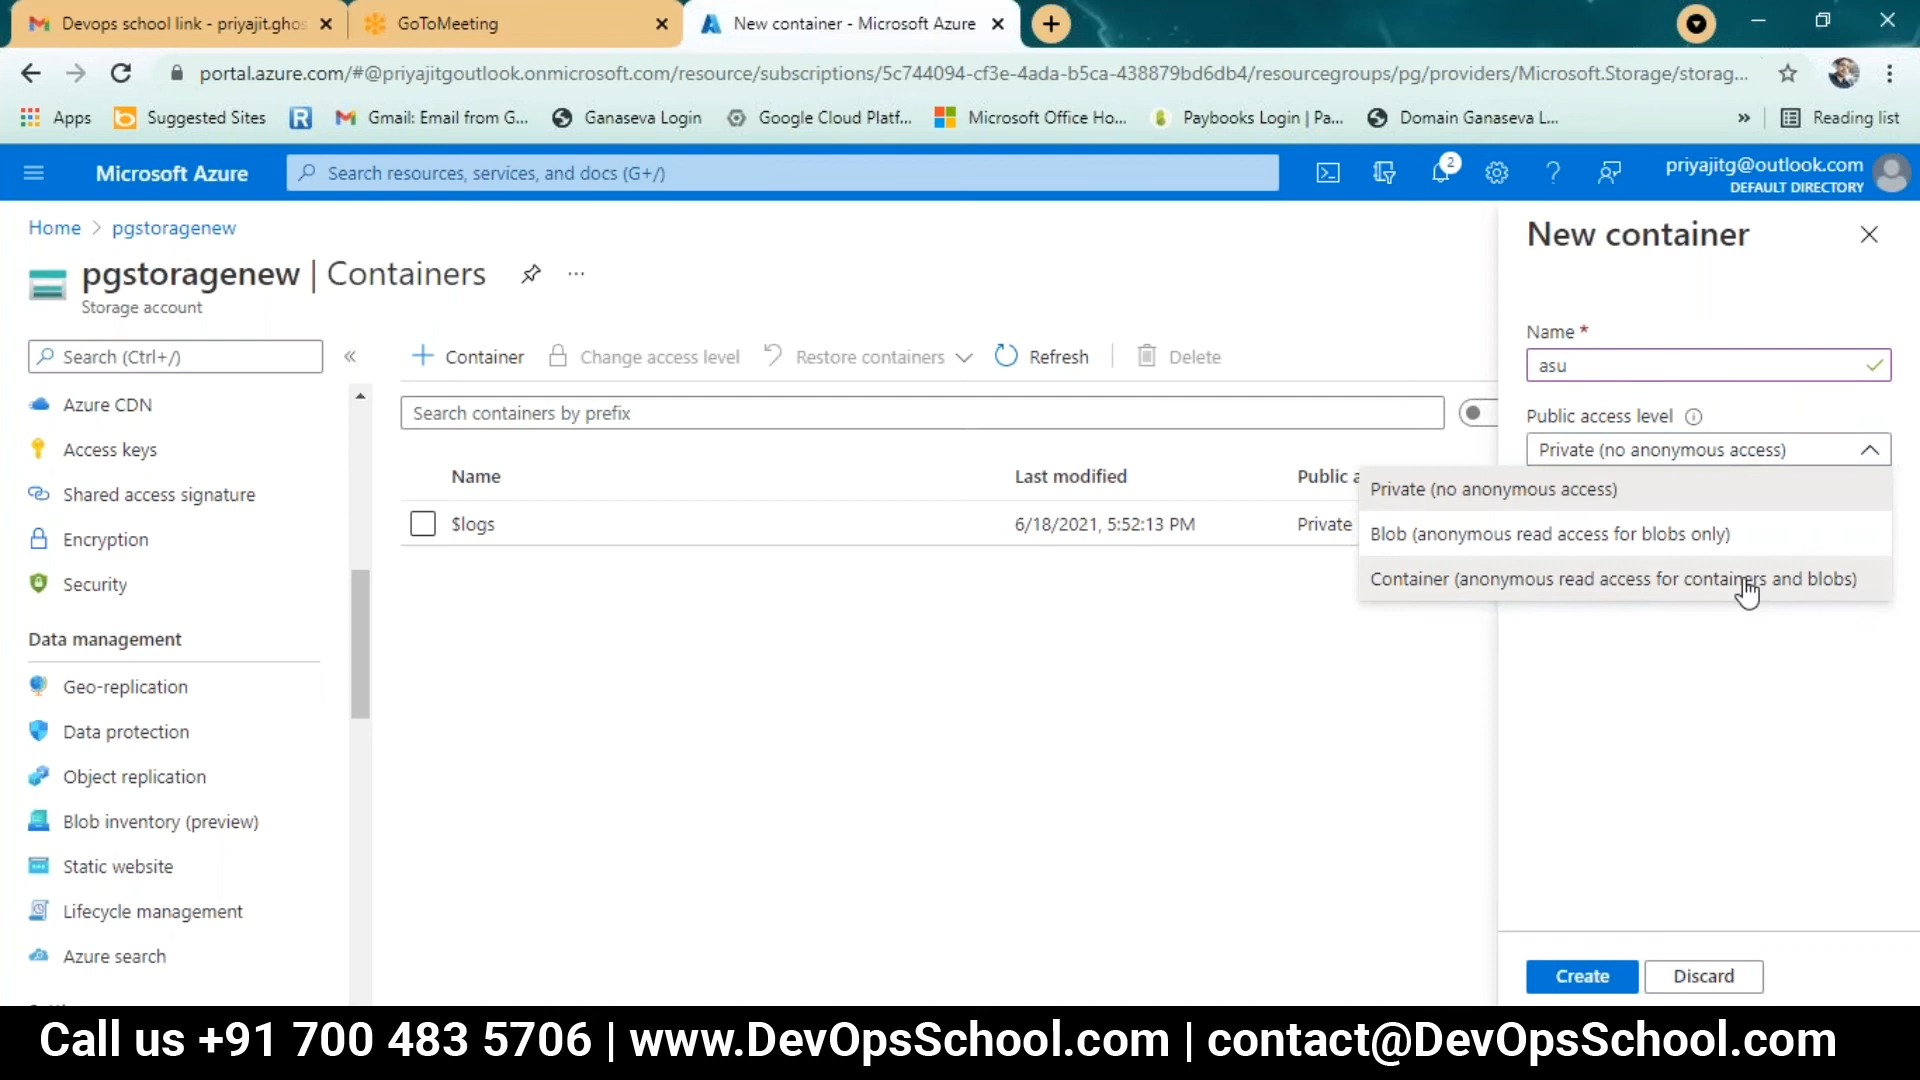 Devops school link - priyajit.ghos
GoToMeeting
New container - Microsoft Azure
portal.azure.com/#@priyajitgoutlook.onmicrosoft.com/resource/subscriptions/5c744094-cf3e-4ada-b5ca-438879bd6db4/resourcegroups/pg/providers/Microsoft.Storage/storag...
Apps
Suggested Sites
Gmail: Email from G...
Ganaseva Login
Google Cloud Platf...
Microsoft Office Ho...
Paybooks Login | Pa...
Domain Ganaseva L...
»
Reading list
Microsoft Azure
Search resources, services, and docs (G+/)
2
priyajitg@outlook.com
DEFAULT DIRECTORY
Home > pgstoragenew
pgstoragenew | Containers
Storage account
Search (Ctrl+/)
Azure CDN
Access keys
Shared access signature
Encryption
Security
Data management
Geo-replication
Data protection
Object replication
Blob inventory (preview)
Static website
Lifecycle management
Azure search
Container
Change access level
Restore containers
Refresh
Delete
Search containers by prefix
Name Last modified Public a
$logs 6/18/2021, 5:52:13 PM Private
New container
Name *
asu
Public access level
Private (no anonymous access)
Private (no anonymous access)
Blob (anonymous read access for blobs only)
Container (anonymous read access for containers and blobs)
Create
Discard
Call us +91 700 483 5706 | www.DevOpsSchool.com | contact@DevOpsSchool.com